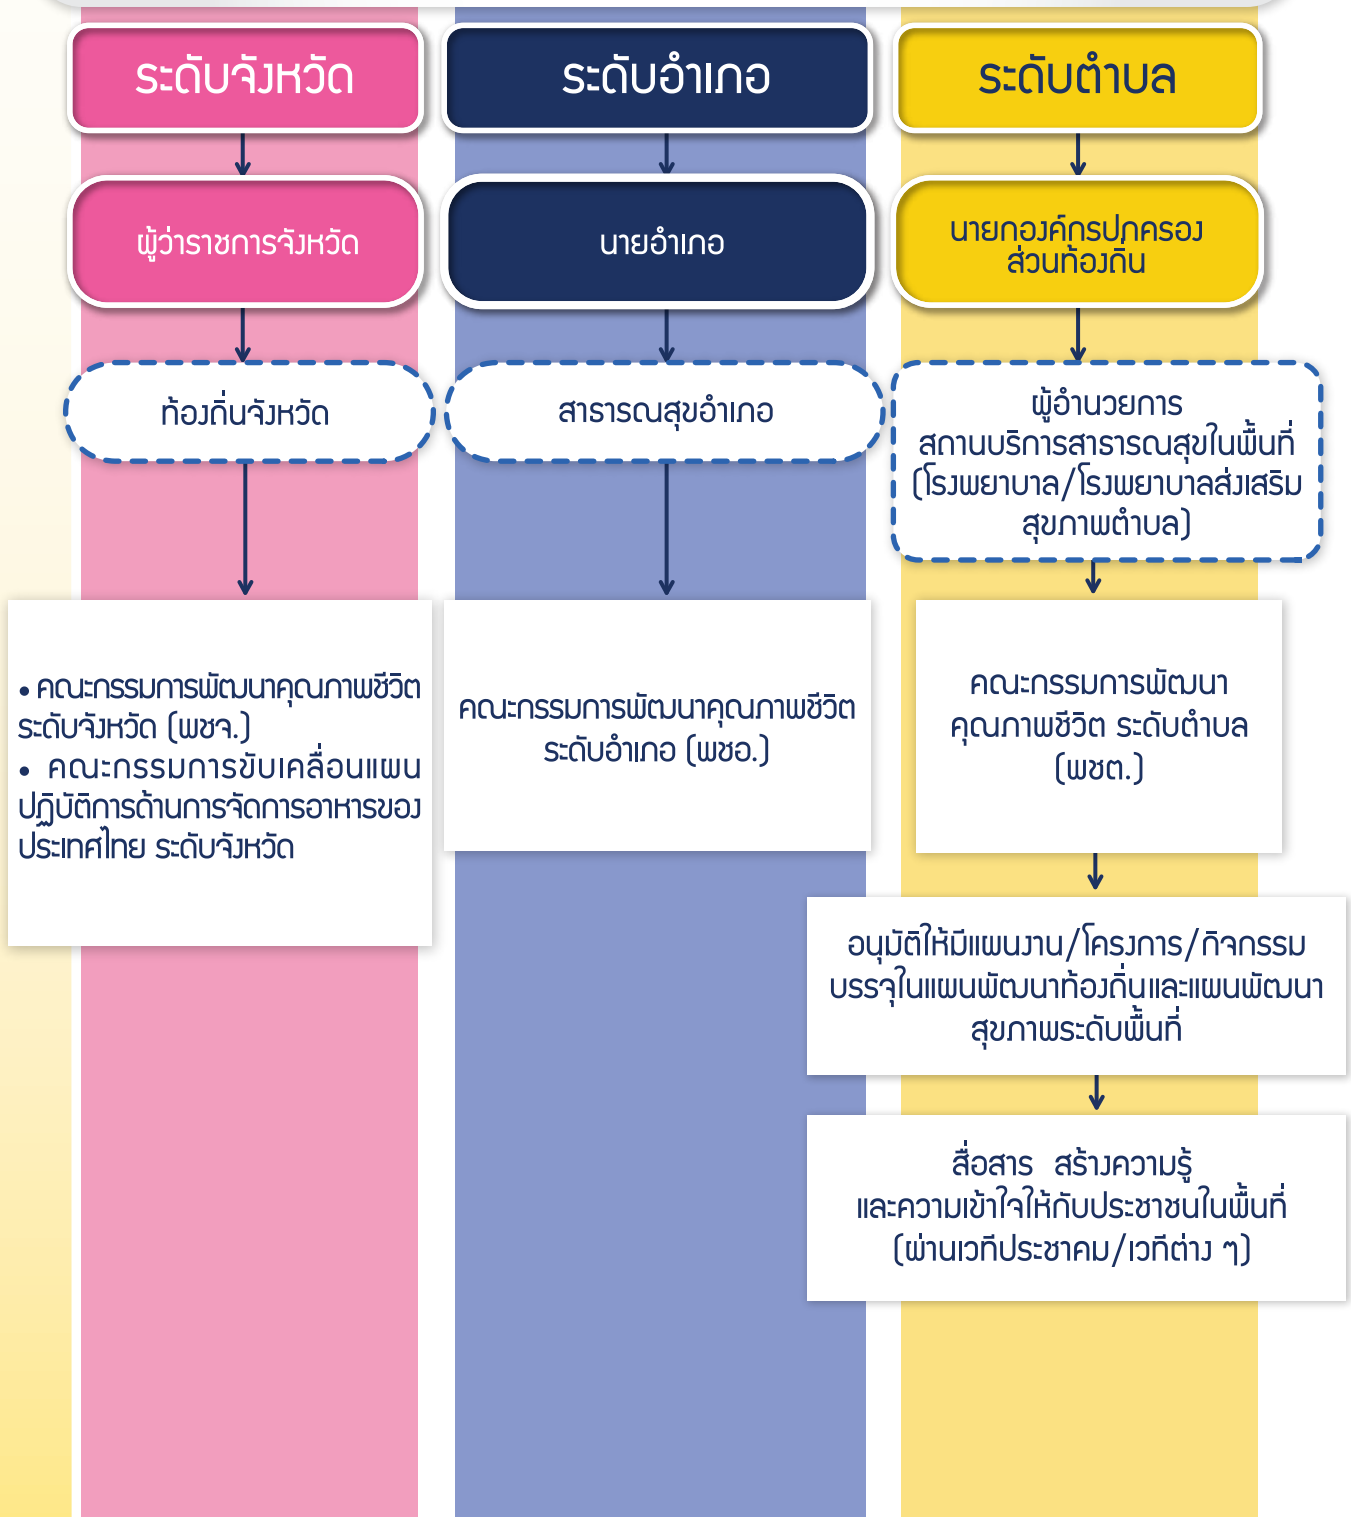 ระดับจังหวัด
ผู้ว่าราชการจังหวัด
ท้องถิ่นจังหวัด
• คณะกรรมการพัฒนาคุณภาพชีวิต
ระดับจังหวัด (พชจ.)
• คณะกรรมการขับเคลื่อนแผน
ปฏิบัติการด้านการจัดการอาหารของ
ประเทศไทย ระดับจังหวัด
ระดับอำเภอ
นายอำเภอ
สาธารณสุขอำเภอ
คณะกรรมการพัฒนาคุณภาพชีวิต
ระดับอำเภอ (พชอ.)
ระดับตำบล
นายกองค์กรปกครอง
ส่วนท้องถิ่น
ผู้อำนวยการ
สถานบริการสาธารณสุขในพื้นที่
(โรงพยาบาล/โรงพยาบาลส่งเสริม
สุขภาพตำบล)
คณะกรรมการพัฒนา
คุณภาพชีวิต ระดับตำบล
(พชต.)
อนุมัติให้มีแผนงาน/โครงการ/กิจกรรม
บรรจุในแผนพัฒนาท้องถิ่นและแผนพัฒนา
สุขภาพระดับพื้นที่
สื่อสาร สร้างความรู้
และความเข้าใจให้กับประชาชนในพื้นที่
(ผ่านเวทีประชาคม/เวทีต่าง ๆ)